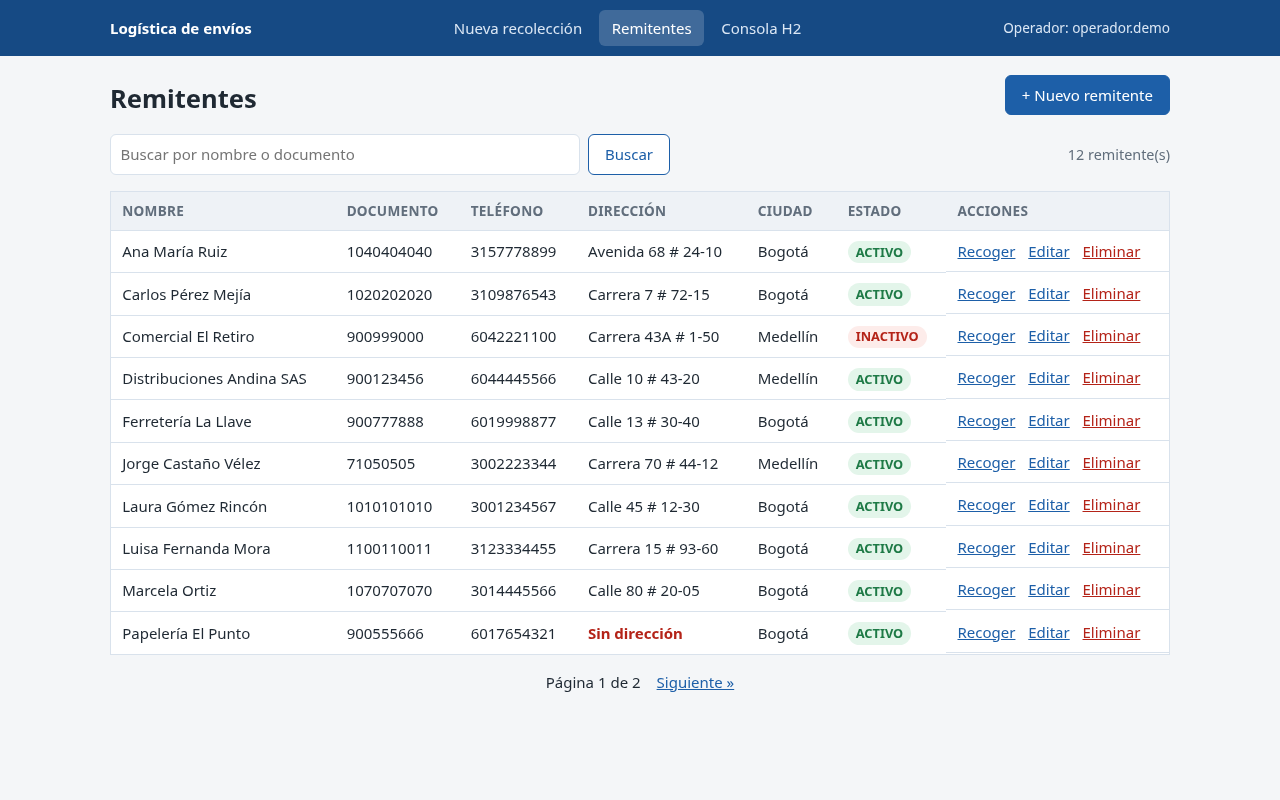 Logística de envíos Nueva recolección Remitentes Consola H2 Operador: operador.demo
Remitentes + Nuevo remitente
Buscar por nombre o documento Buscar 12 remitente(s)
NOMBRE DOCUMENTO TELÉFONO DIRECCIÓN CIUDAD ESTADO ACCIONES
Ana María Ruiz 1040404040 3157778899 Avenida 68 # 24-10 Bogotá ACTIVO Recoger Editar Eliminar
Carlos Pérez Mejía 1020202020 3109876543 Carrera 7 # 72-15 Bogotá ACTIVO Recoger Editar Eliminar
Comercial El Retiro 900999000 6042221100 Carrera 43A # 1-50 Medellín INACTIVO Recoger Editar Eliminar
Distribuciones Andina SAS 900123456 6044445566 Calle 10 # 43-20 Medellín ACTIVO Recoger Editar Eliminar
Ferretería La Llave 900777888 6019998877 Calle 13 # 30-40 Bogotá ACTIVO Recoger Editar Eliminar
Jorge Castaño Vélez 71050505 3002223344 Carrera 70 # 44-12 Medellín ACTIVO Recoger Editar Eliminar
Laura Gómez Rincón 1010101010 3001234567 Calle 45 # 12-30 Bogotá ACTIVO Recoger Editar Eliminar
Luisa Fernanda Mora 1100110011 3123334455 Carrera 15 # 93-60 Bogotá ACTIVO Recoger Editar Eliminar
Marcela Ortiz 1070707070 3014445566 Calle 80 # 20-05 Bogotá ACTIVO Recoger Editar Eliminar
Papelería El Punto 900555666 6017654321 Sin dirección Bogotá ACTIVO Recoger Editar Eliminar
Página 1 de 2 Siguiente »